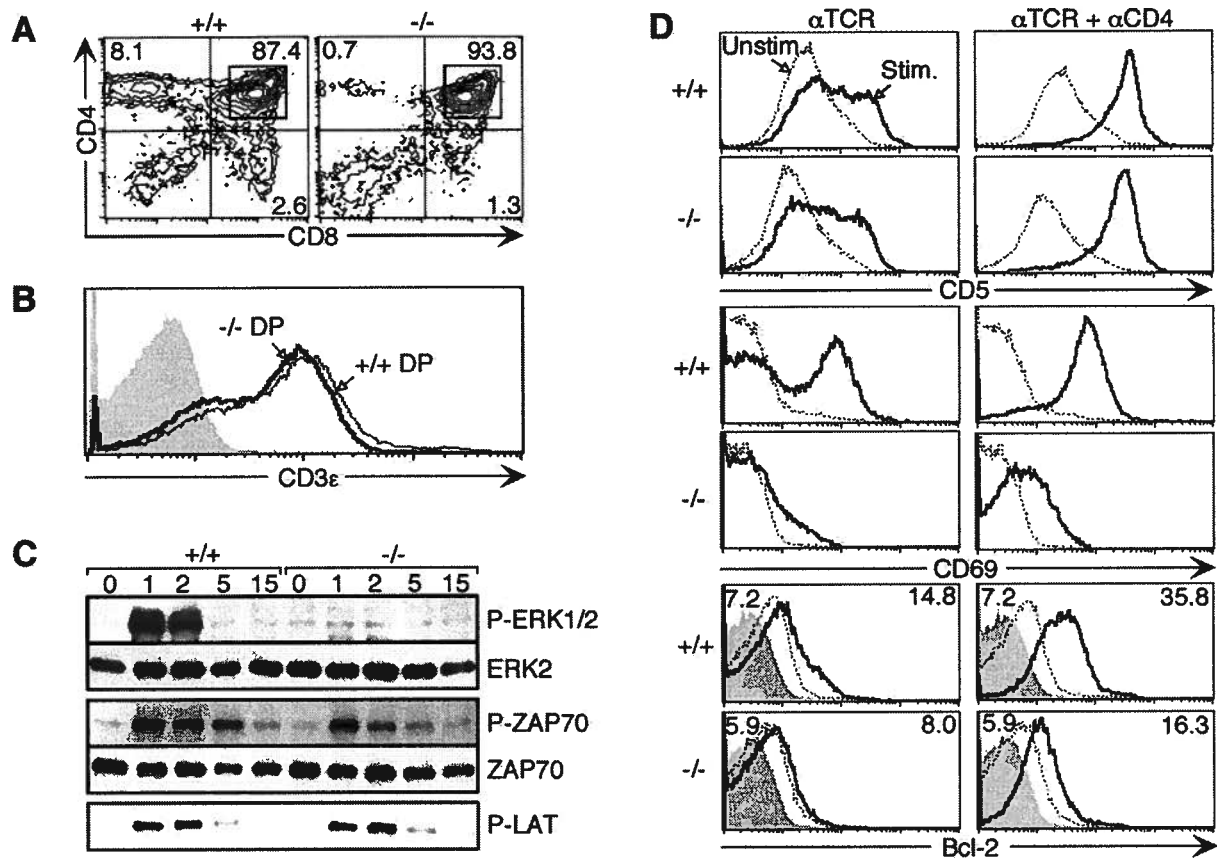 A
+/+
-/-
8.1
87.4
0.7
93.8
CD4
2.6
1.3
CD8
B
-/- DP
+/+ DP
CD3ε
C
+/+
-/-
0 1 2 5 15 0 1 2 5 15
P-ERK1/2
ERK2
P-ZAP70
ZAP70
P-LAT
D
αTCR
αTCR + αCD4
Unstim.
Stim.
+/+
-/-
CD5
+/+
-/-
CD69
7.2
14.8
7.2
35.8
+/+
5.9
8.0
5.9
16.3
-/-
Bcl-2